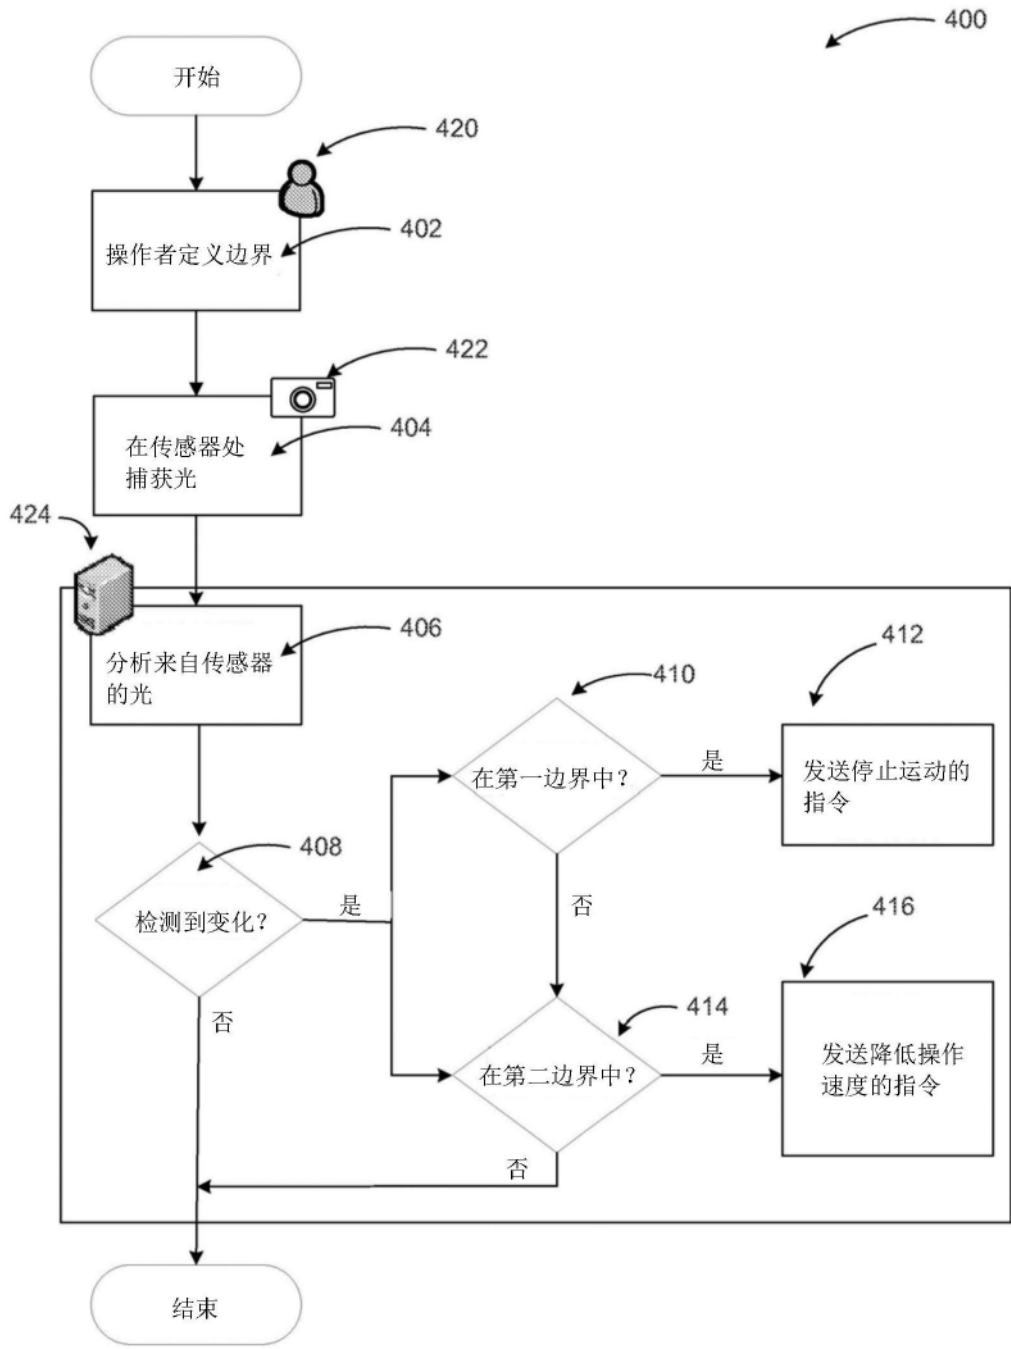 400
开始
420
402
操作者定义边界
422
404
在传感器处
捕获光
424
406
分析来自传感器
的光
412
410
在第一边界中？
是
发送停止运动的
指令
408
检测到变化？
是
否
416
否
414
在第二边界中？
是
发送降低操作
速度的指令
否
结束